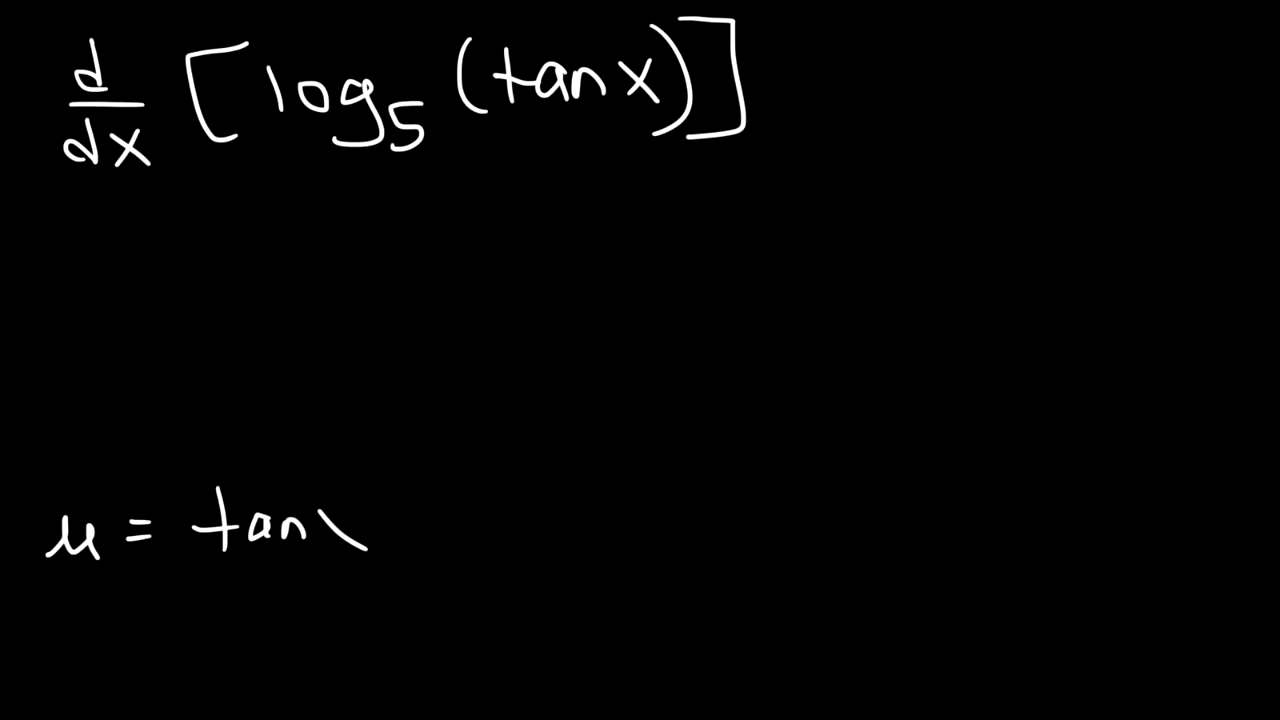 d/dx [log₅ (tan x)]
u = tan \